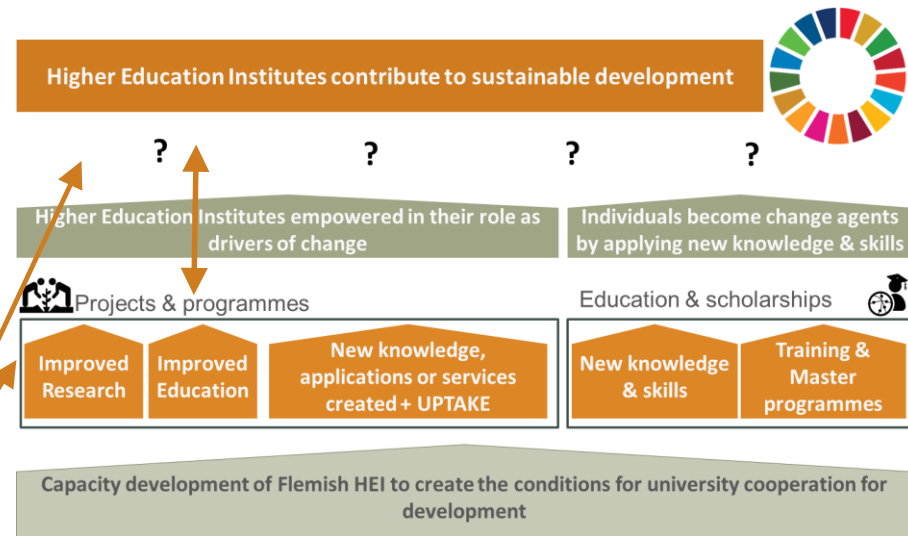 Higher Education Institutes contribute to sustainable development
? ? ? ?
Higher Education Institutes empowered in their role as
drivers of change
Individuals become change agents
by applying new knowledge & skills
Projects & programmes
Education & scholarships
Improved
Research
Improved
Education
New knowledge,
applications or services
created + UPTAKE
New knowledge
& skills
Training &
Master
programmes
Capacity development of Flemish HEI to create the conditions for university cooperation for
development